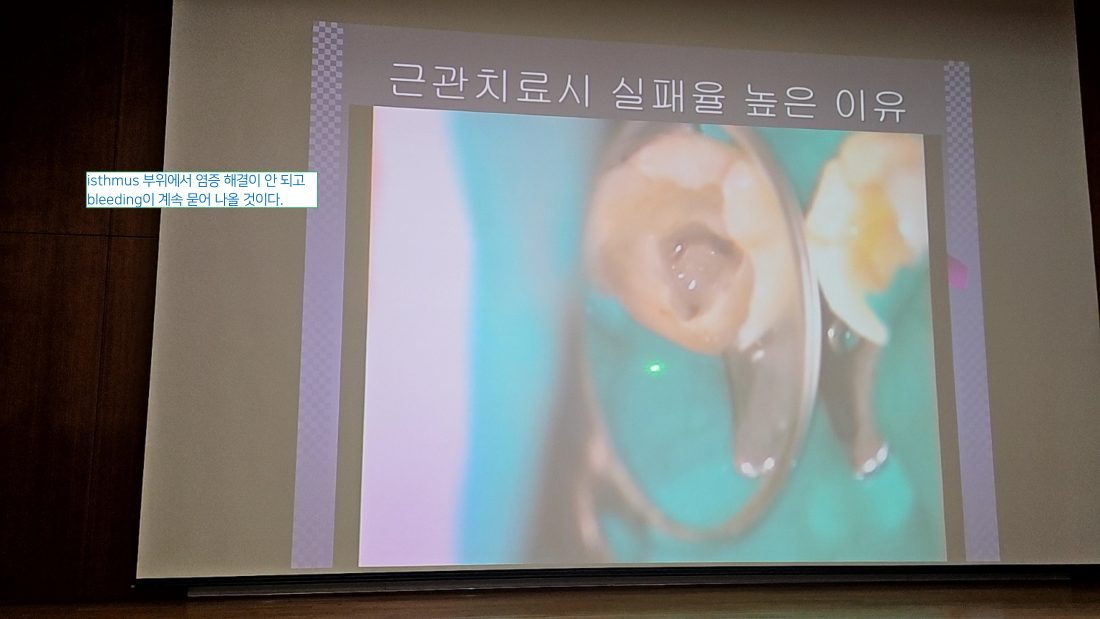 근관치료시 실패율 높은 이유
isthmus 부위에서 염증 해결이 안 되고
bleeding이 계속 묻어 나올 것이다.